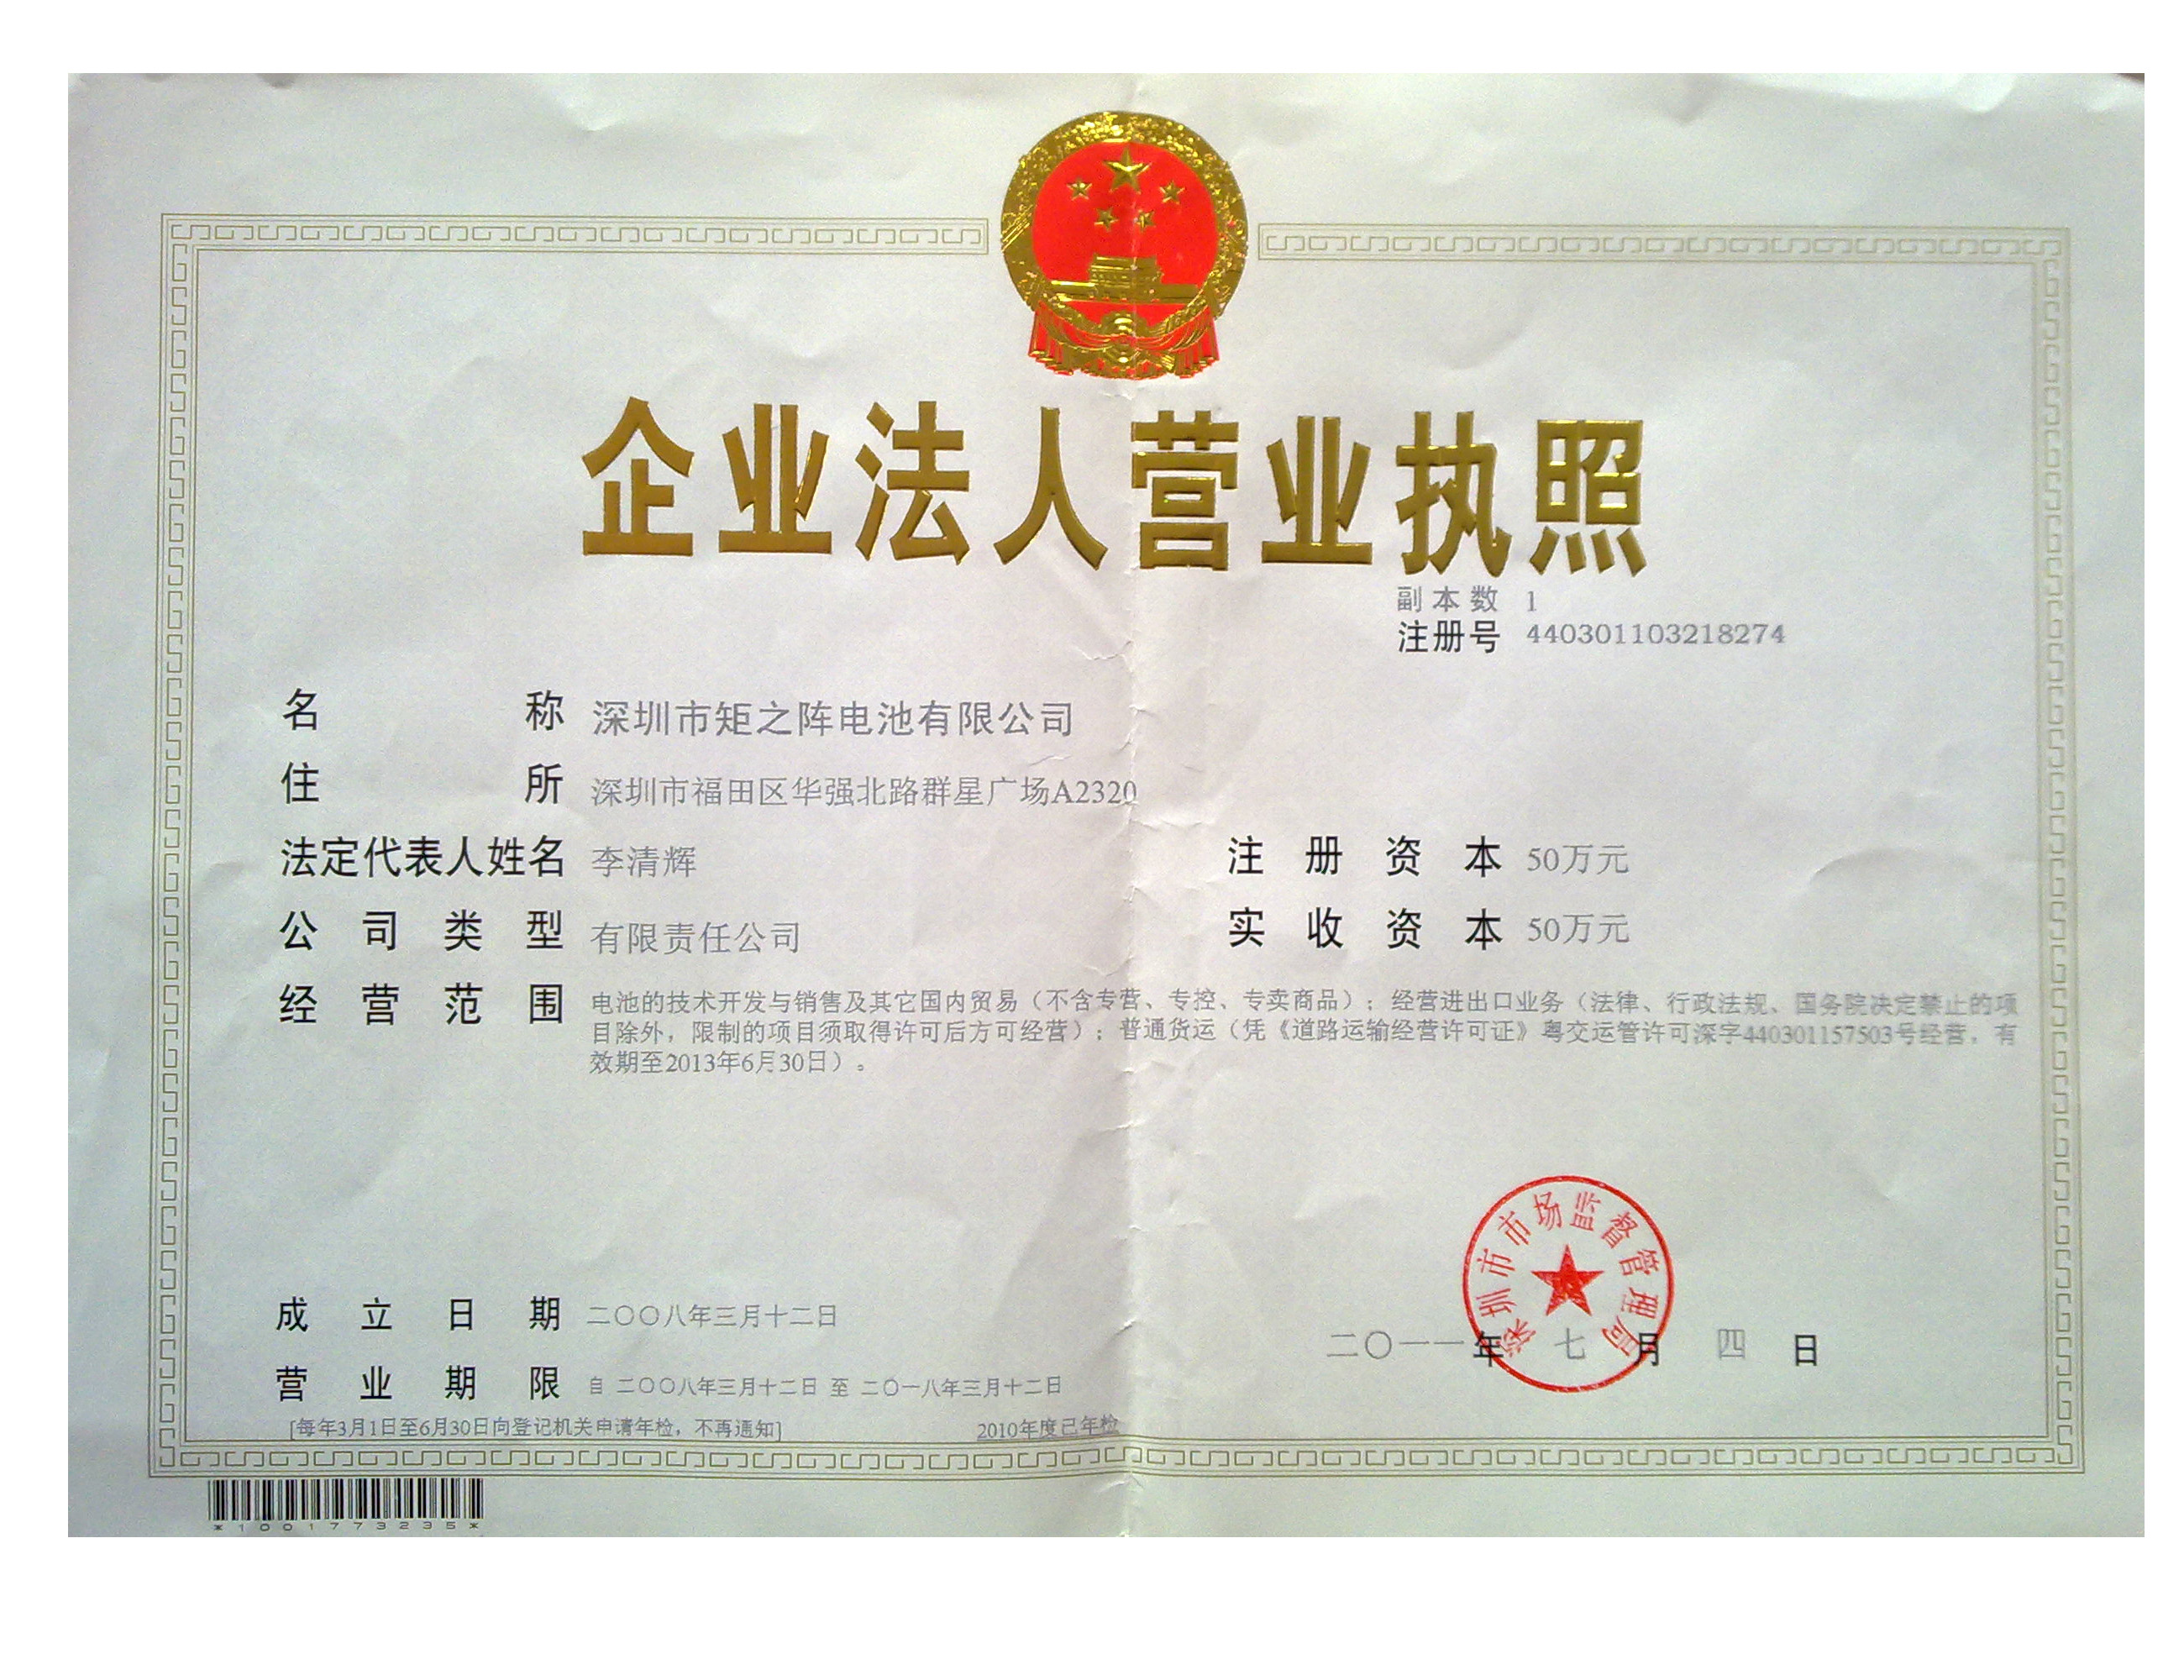 企业法人营业执照
副本数 1
注册号 440301103218274
名称 深圳市矩之阵电池有限公司
住所 深圳市福田区华强北路群星广场A2320
法定代表人姓名 李清辉
注册资本 50万元
公司类型 有限责任公司
实收资本 50万元
经营范围 电池的技术开发与销售及其它国内贸易（不含专营、专控、专卖商品）；经营进出口业务（法律、行政法规、国务院决定禁止的项
目除外，限制的项目须取得许可后方可经营）；普通货运（凭《道路运输经营许可证》粤交运管许可深字440301157503号经营，有
效期至2013年6月30日）。
深圳市市场监督管理局
成立日期 二〇〇八年三月十二日
二〇一一年七月四日
营业期限 自 二〇〇八年三月十二日 至 二〇一八年三月十二日
[每年3月1日至6月30日向登记机关申请年检，不再通知]
2010年度已年检
*1001773235*